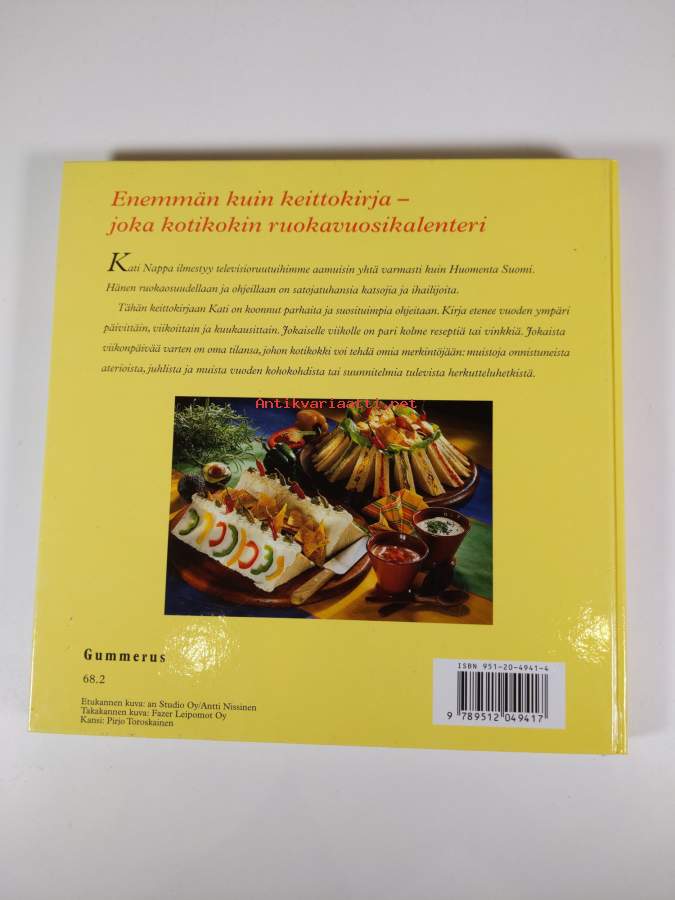 Enemmän kuin keittokirja –
joka kotikokin ruokavuosikalenteri
Kati Nappa ilmestyy televisioruutuihimme aamuisin yhtä varmasti kuin Huomenta Suomi.
Hänen ruokaosuudellaan ja ohjeillaan on satojatuhansia katsojia ja ihailijoita.
Tähän keittokirjaan Kati on koonnut parhaita ja suosituimpia ohjeitaan. Kirja etenee vuoden ympäri
päivittäin, viikoittain ja kuukausittain. Jokaiselle viikolle on pari kolme reseptiä tai vinkkiä. Jokaista
viikonpäivää varten on oma tilansa, johon kotikokki voi tehdä omia merkintöjään: muistoja onnistuneista
aterioista, juhlista ja muista vuoden kohokohdista tai suunnitelmia tulevista herkutteluhetkistä.
Antikvariaatti.net
Gummerus
68.2
Etukannen kuva: an Studio Oy/Antti Nissinen
Takakannen kuva: Fazer Leipomot Oy
Kansi: Pirjo Toroskainen
ISBN 951-20-4941-4
9 789512 049417